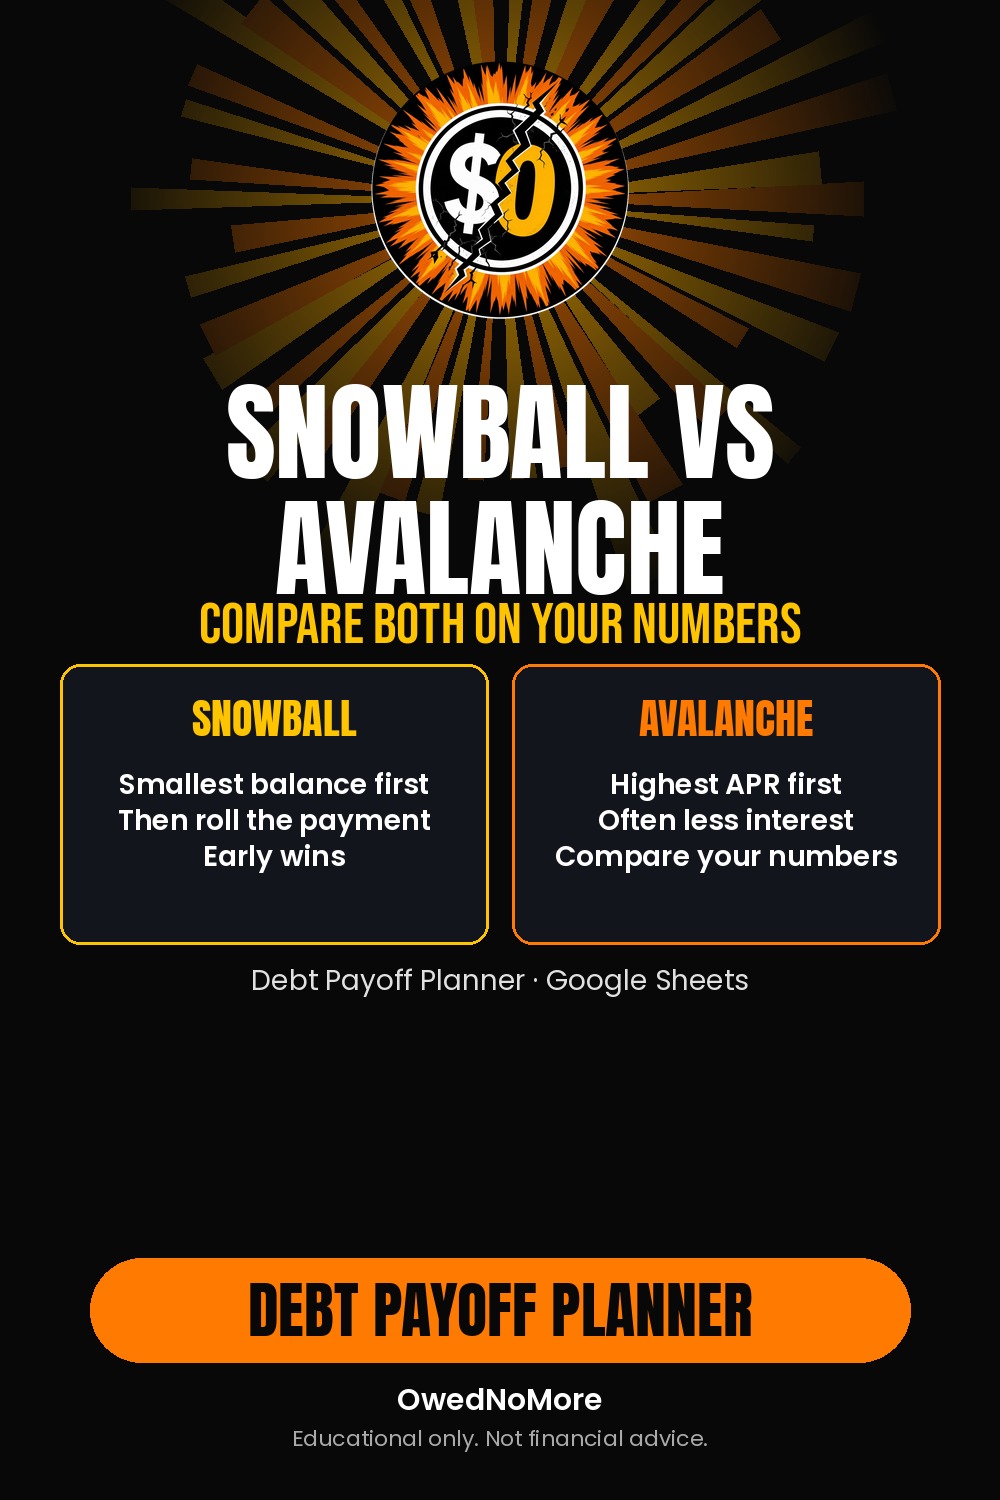 $0
SNOWBALL VS
AVALANCHE
COMPARE BOTH ON YOUR NUMBERS
SNOWBALL
Smallest balance first
Then roll the payment
Early wins
AVALANCHE
Highest APR first
Often less interest
Compare your numbers
Debt Payoff Planner · Google Sheets
DEBT PAYOFF PLANNER
OwedNoMore
Educational only. Not financial advice.